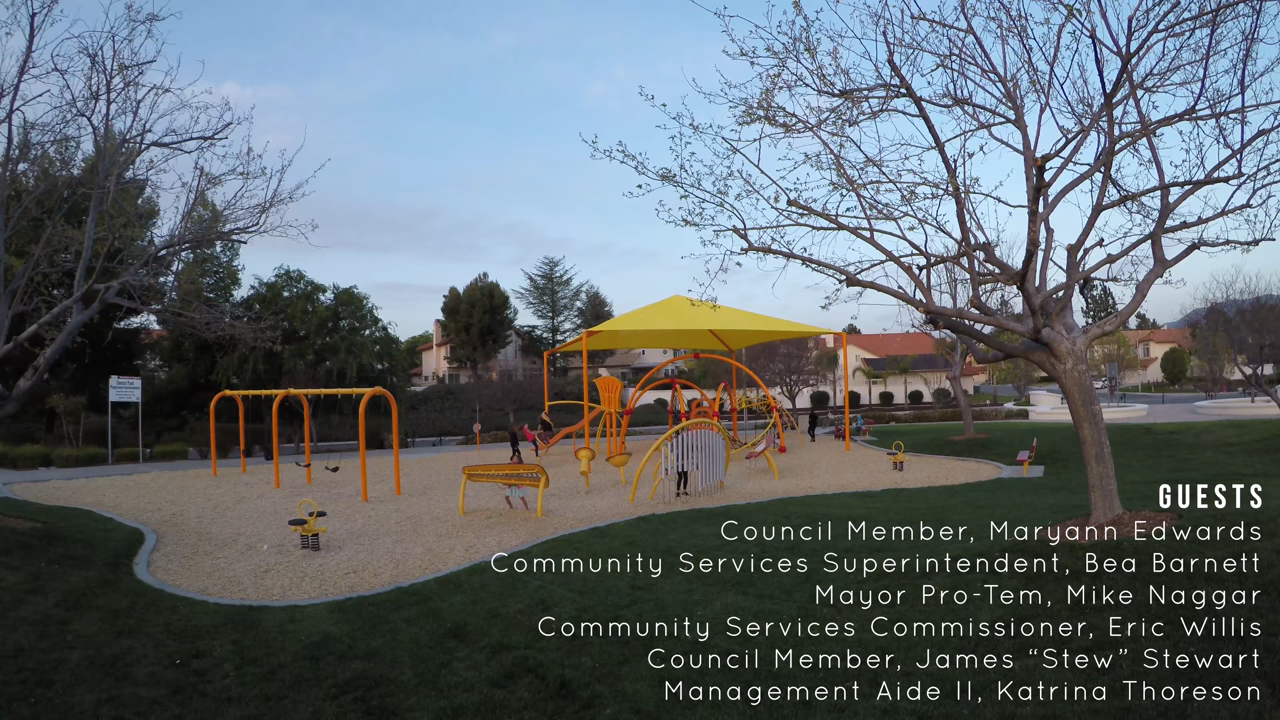 GUESTS
Council Member, Maryann Edwards
Community Services Superintendent, Bea Barnett
Mayor Pro-Tem, Mike Naggar
Community Services Commissioner, Eric Willis
Council Member, James “Stew” Stewart
Management Aide II, Katrina Thoreson